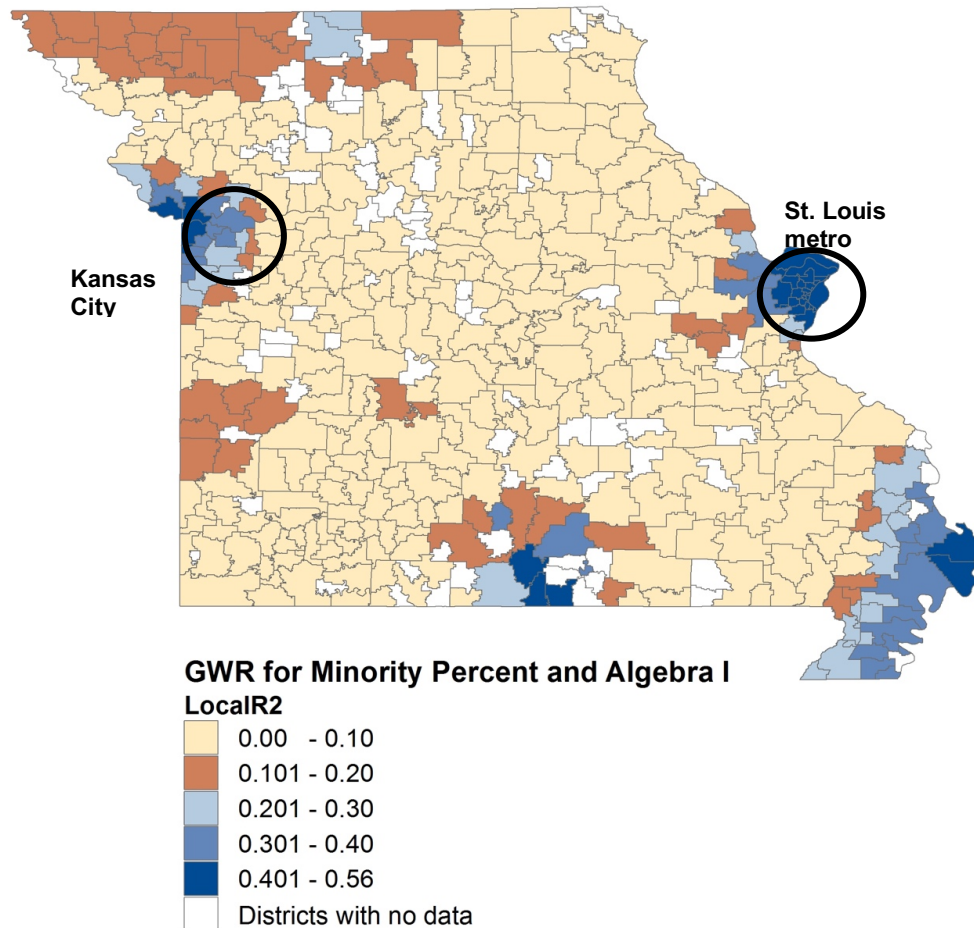 St. Louis
metro
Kansas
City
GWR for Minority Percent and Algebra I
LocalR2
0.00 - 0.10
0.101 - 0.20
0.201 - 0.30
0.301 - 0.40
0.401 - 0.56
Districts with no data